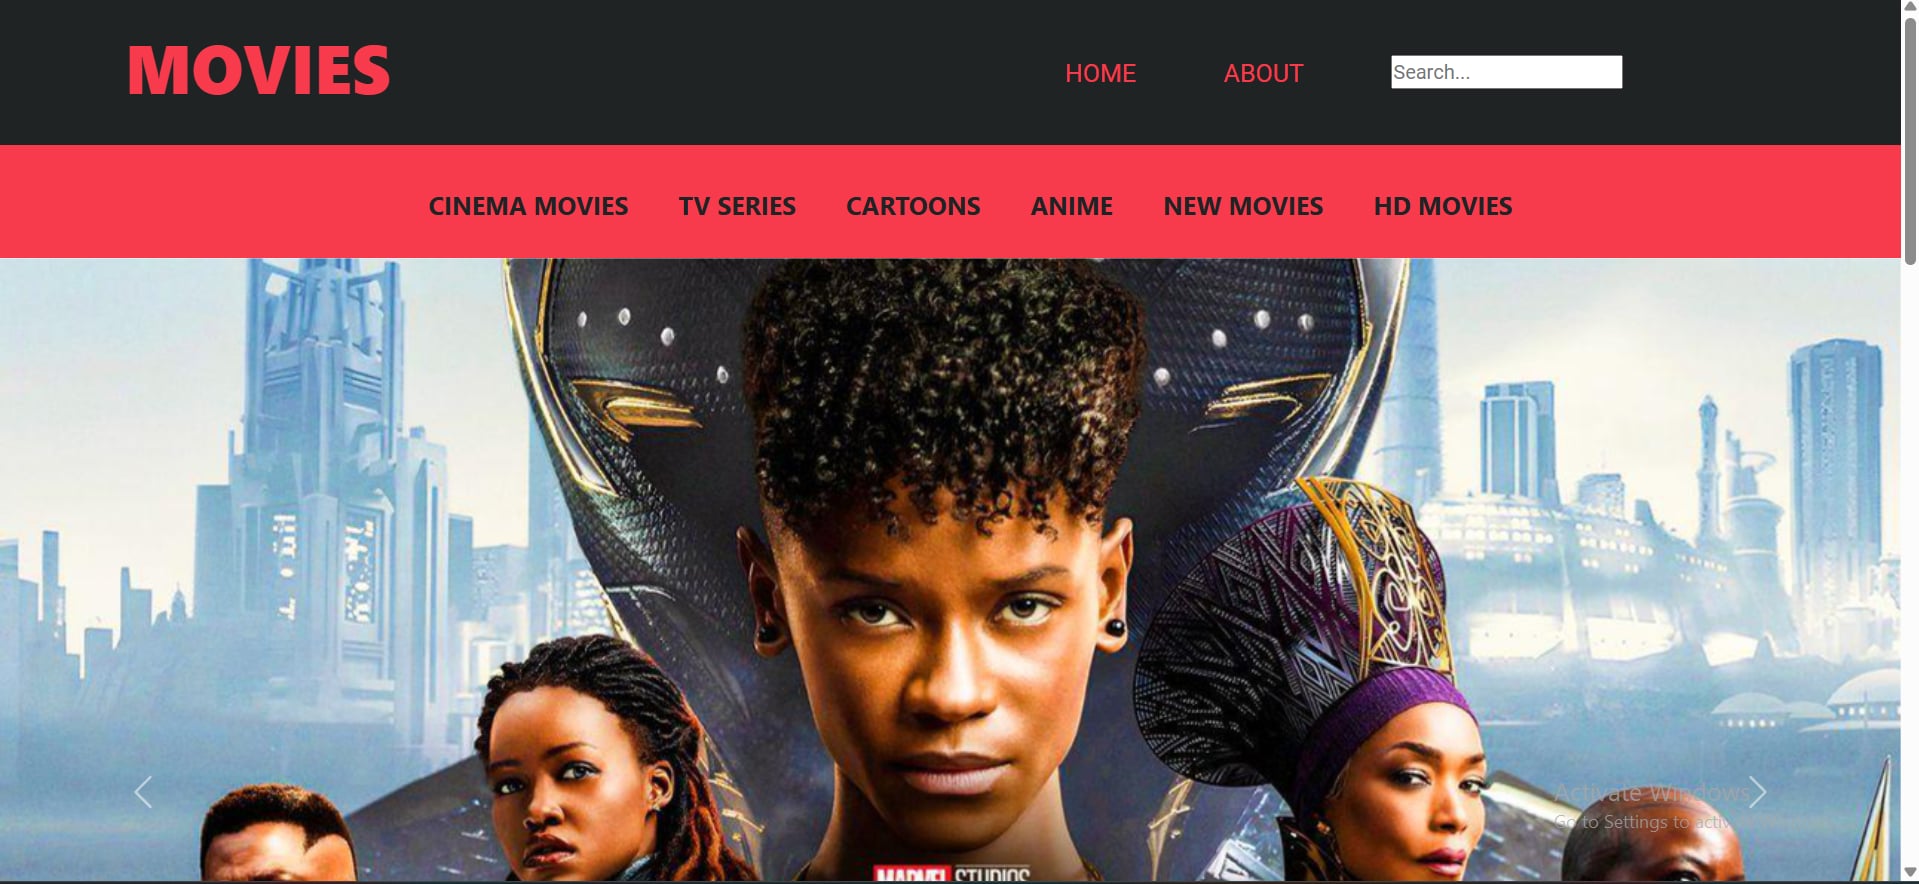 MOVIES
HOME ABOUT Search...
CINEMA MOVIES TV SERIES CARTOONS ANIME NEW MOVIES HD MOVIES
Activate Windows
Go to Settings to activ
MARVEL STUDIOS